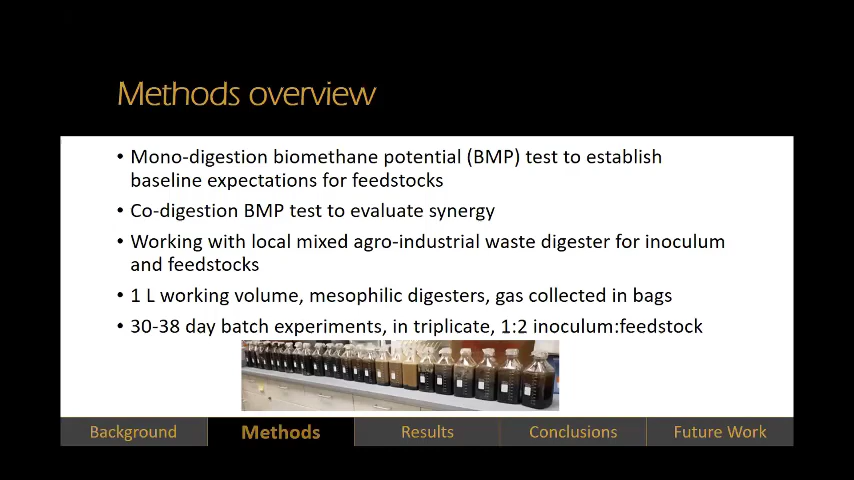 Methods overview
• Mono-digestion biomethane potential (BMP) test to establish
baseline expectations for feedstocks
• Co-digestion BMP test to evaluate synergy
• Working with local mixed agro-industrial waste digester for inoculum
and feedstocks
• 1 L working volume, mesophilic digesters, gas collected in bags
• 30-38 day batch experiments, in triplicate, 1:2 inoculum:feedstock
Background Methods Results Conclusions Future Work